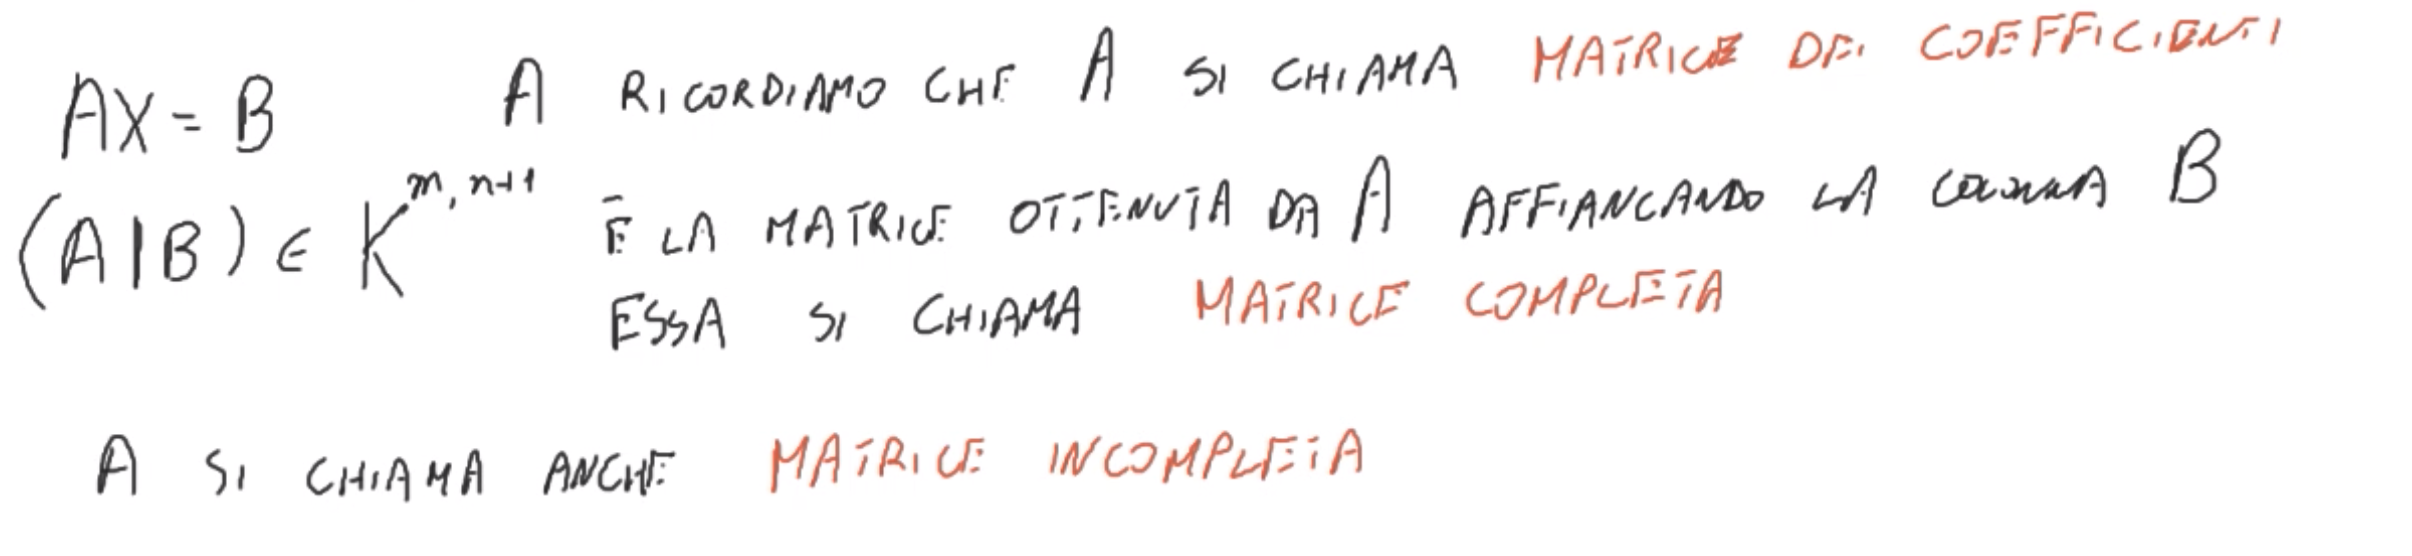 AX = B A RICORDIAMO CHE A SI CHIAMA MATRICE DEI COEFFICIENTI
(A|B) ∈ K^{m, n+1} È LA MATRICE OTTENUTA DA A AFFIANCANDO LA COLONNA B
ESSA SI CHIAMA MATRICE COMPLETA
A SI CHIAMA ANCHE MATRICE INCOMPLETA